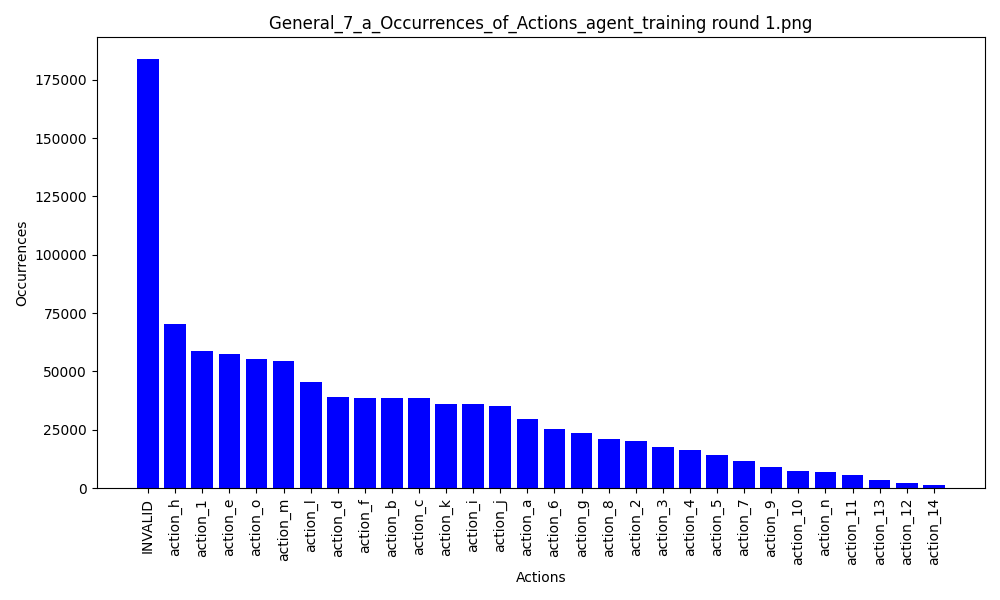 General_7_a_Occurrences_of_Actions_agent_training round 1.png
Occurrences
175000
150000
125000
100000
75000
50000
25000
0
INVALID
action_h
action_1
action_e
action_o
action_m
action_l
action_d
action_f
action_b
action_c
action_k
action_i
action_j
action_a
action_6
action_g
action_8
action_2
action_3
action_4
action_5
action_7
action_9
action_10
action_n
action_11
action_13
action_12
action_14
Actions